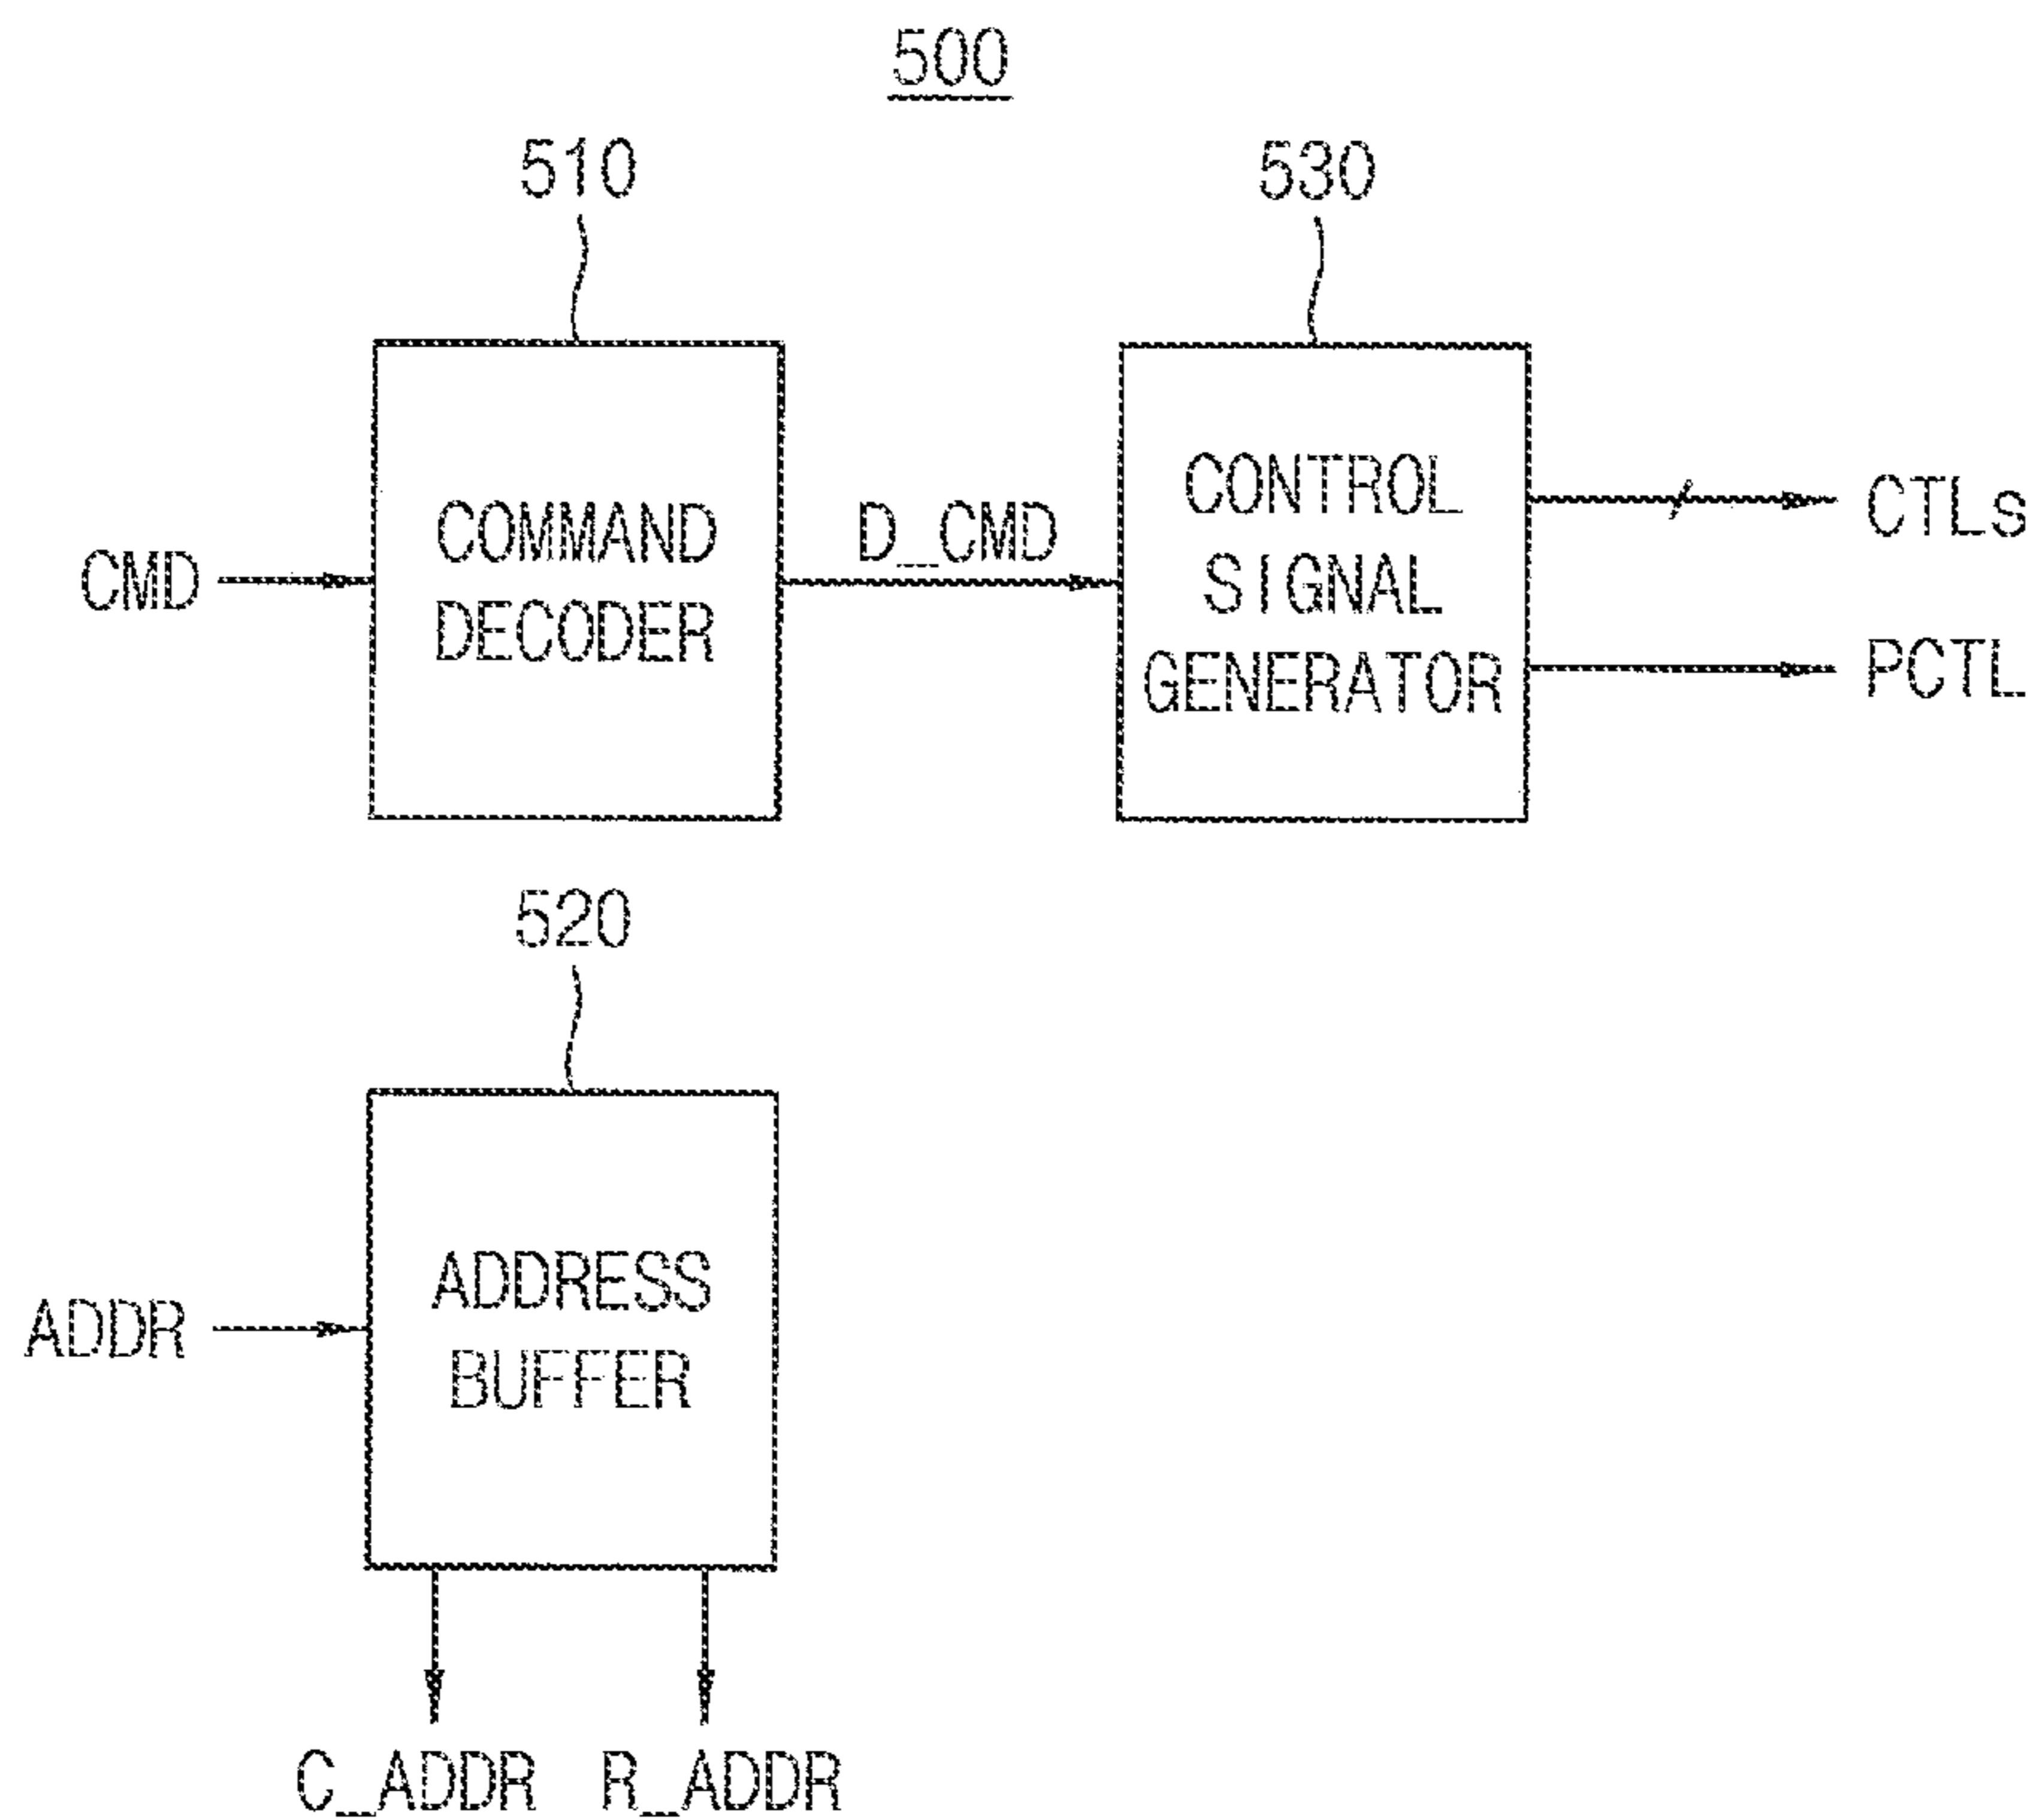 500
510
530
COMMAND
DECODER
CMD
D_CMD
CONTROL
SIGNAL
GENERATOR
CTLs
PCTL
520
ADDRESS
BUFFER
ADDR
C_ADDR
R_ADDR